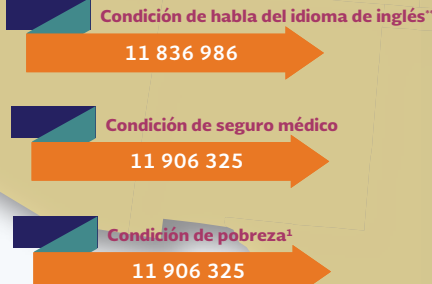 Condición de habla del idioma de inglés**
11 836 986
Condición de seguro médico
11 906 325
Condición de pobreza¹
11 906 325